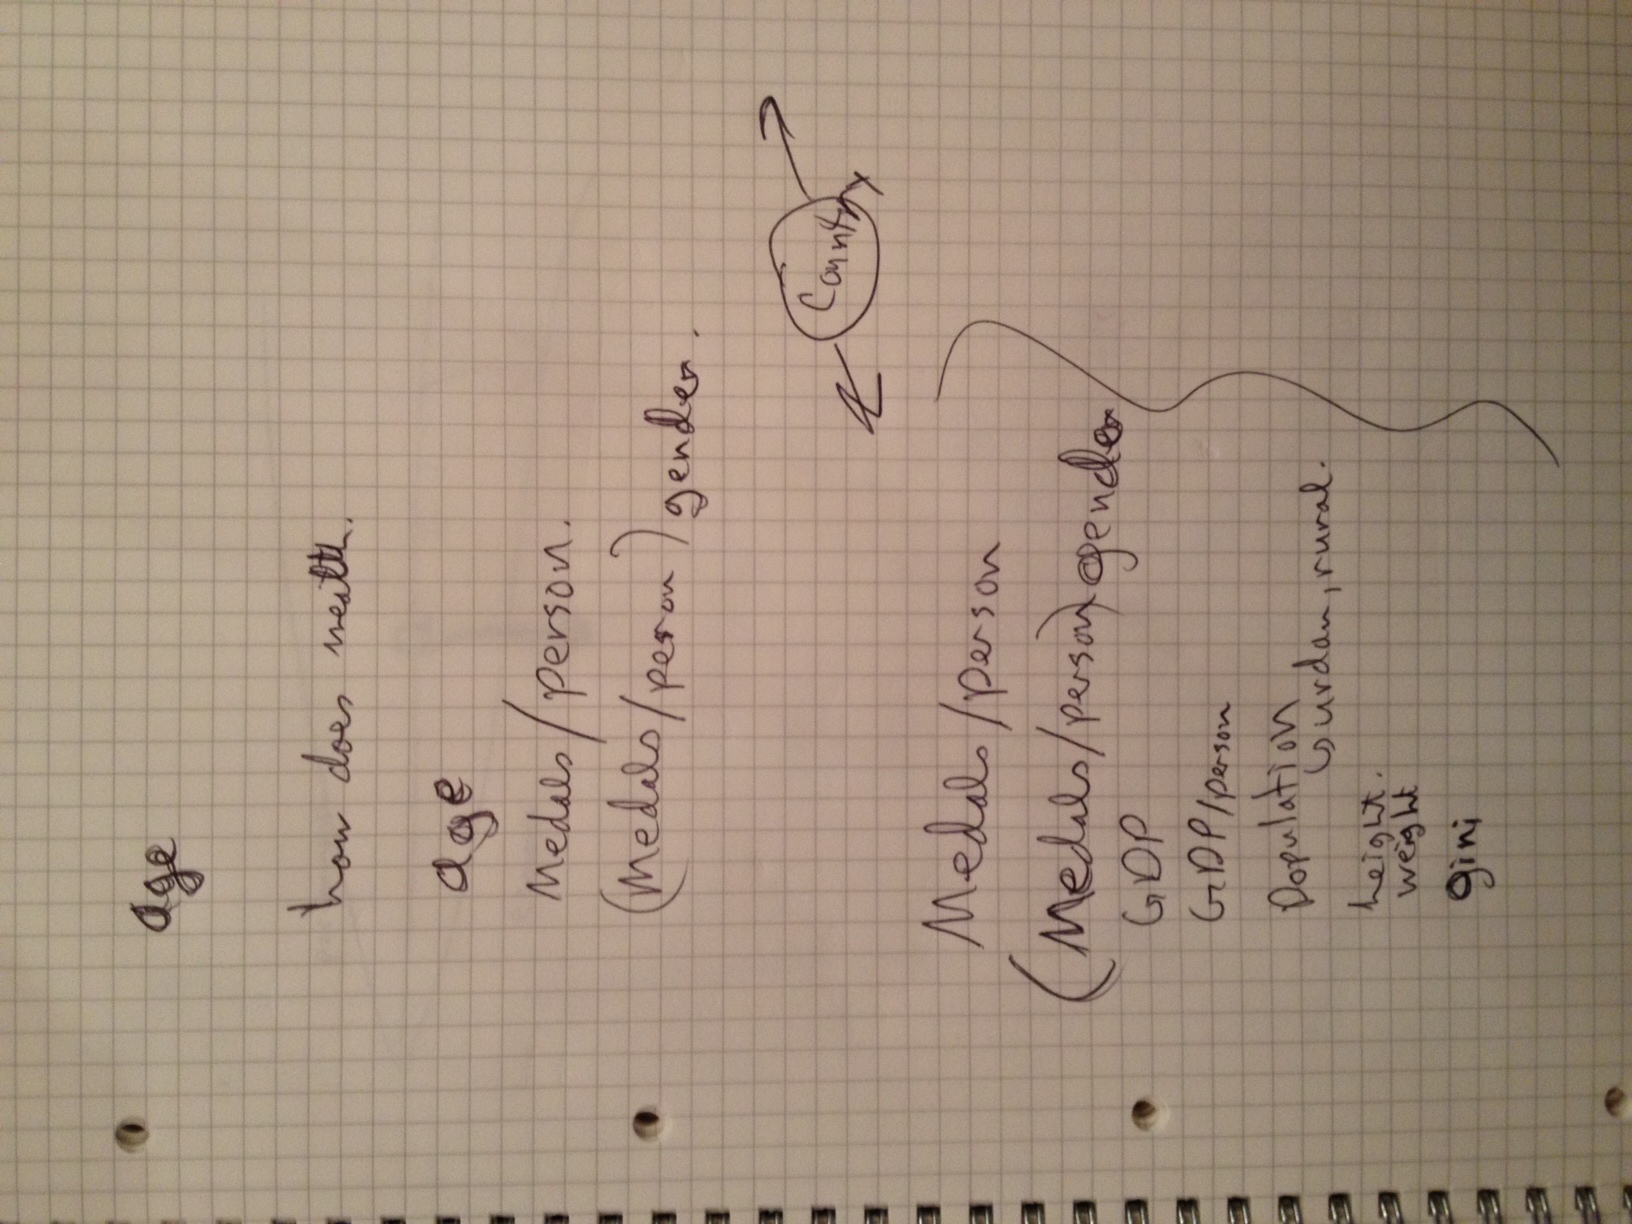 age
how does wealth.
age
Medals/person.
(Medals/person) gender.
Country
Medals/person
(Medals/person) gender
GDP
GDP/person
Population
urdan, rural.
height.
weight
gini